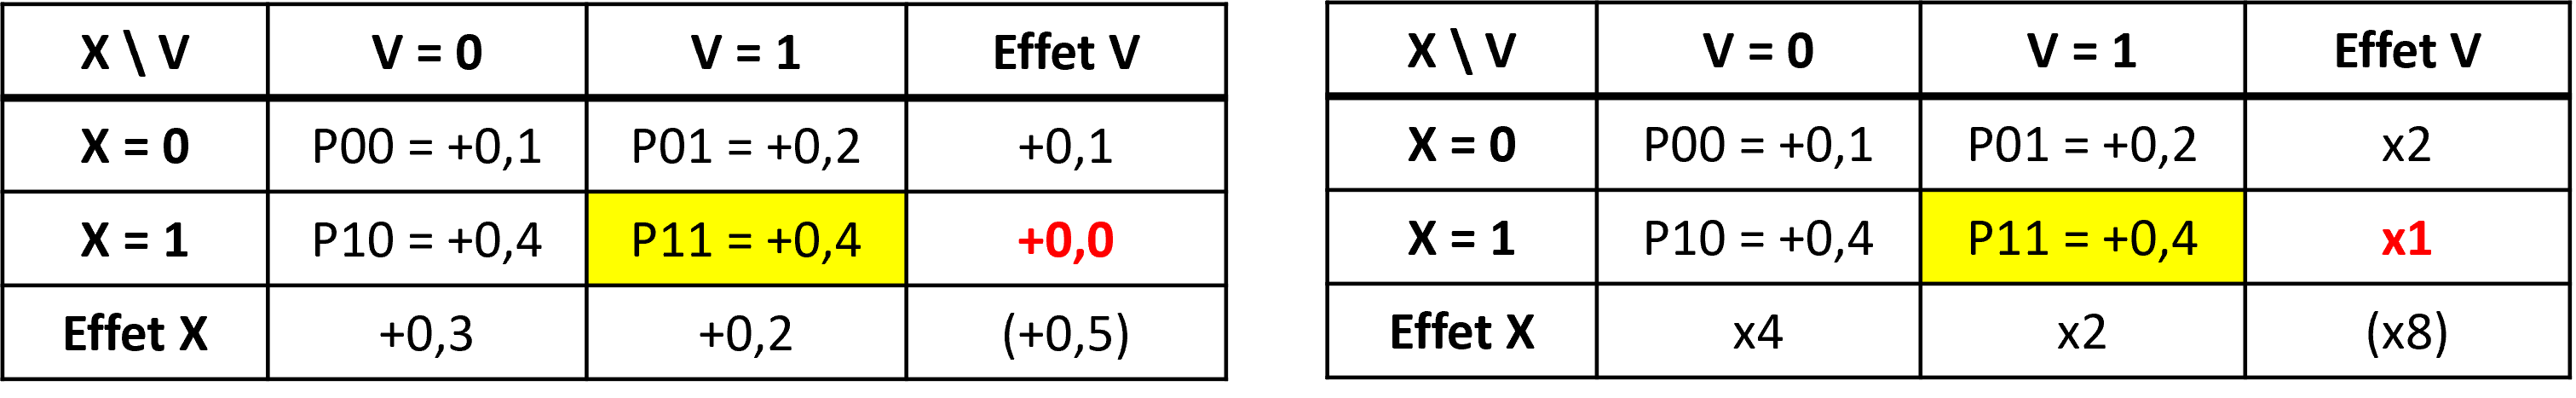 X \ V V = 0 V = 1 Effet V
X = 0 P00 = +0,1 P01 = +0,2 +0,1
X = 1 P10 = +0,4 P11 = +0,4 +0,0
Effet X +0,3 +0,2 (+0,5)
X \ V V = 0 V = 1 Effet V
X = 0 P00 = +0,1 P01 = +0,2 x2
X = 1 P10 = +0,4 P11 = +0,4 x1
Effet X x4 x2 (x8)